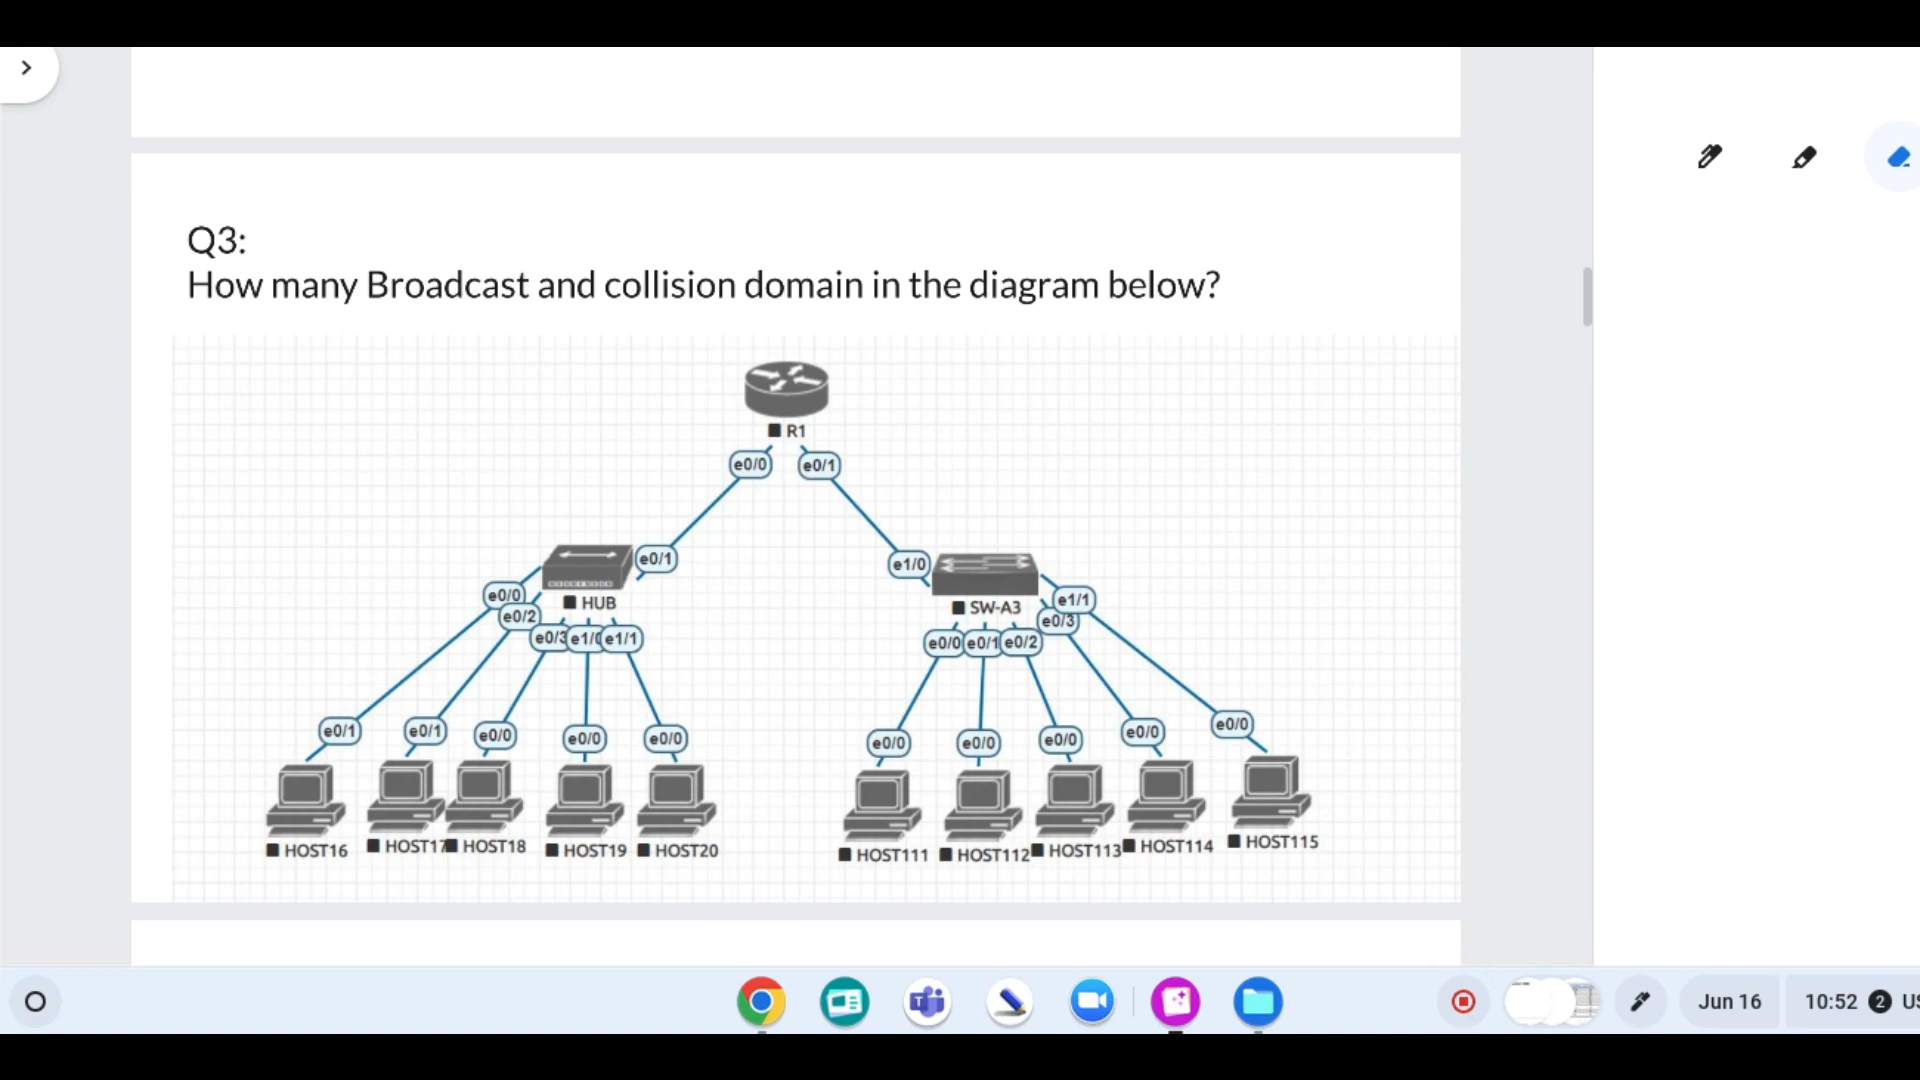 Q3:
How many Broadcast and collision domain in the diagram below?
R1
e0/0 e0/1
e0/1 e1/0
HUB SW-A3
e0/0 e1/1
e0/2 e0/3
e0/3 e1/0 e1/1 e0/0 e0/1 e0/2
e0/1 e0/1 e0/0 e0/0 e0/0 e0/0 e0/0 e0/0 e0/0 e0/0
HOST16 HOST17 HOST18 HOST19 HOST20 HOST111 HOST112 HOST113 HOST114 HOST115
Jun 16 10:52 2 US